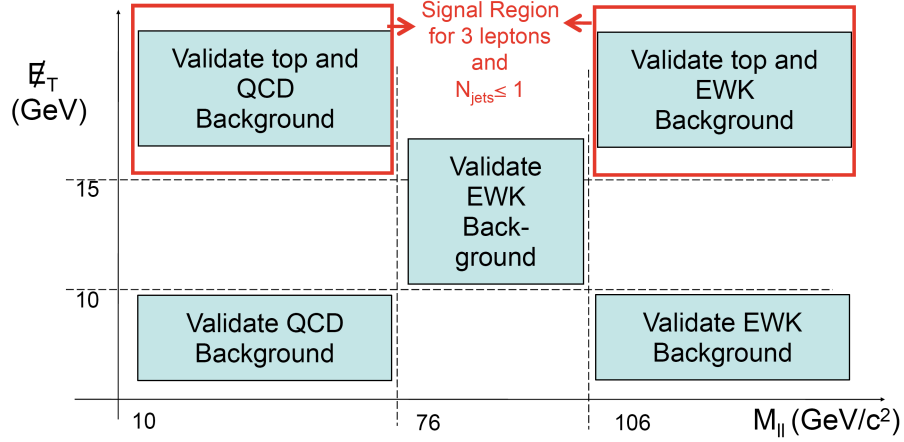 Signal Region
for 3 leptons
and
N_jets ≤ 1
E̸_T
(GeV)
Validate top and
QCD
Background
Validate top and
EWK
Background
Validate
EWK
Back-
ground
15
10
Validate QCD
Background
Validate EWK
Background
10
76
106
M_ll (GeV/c²)